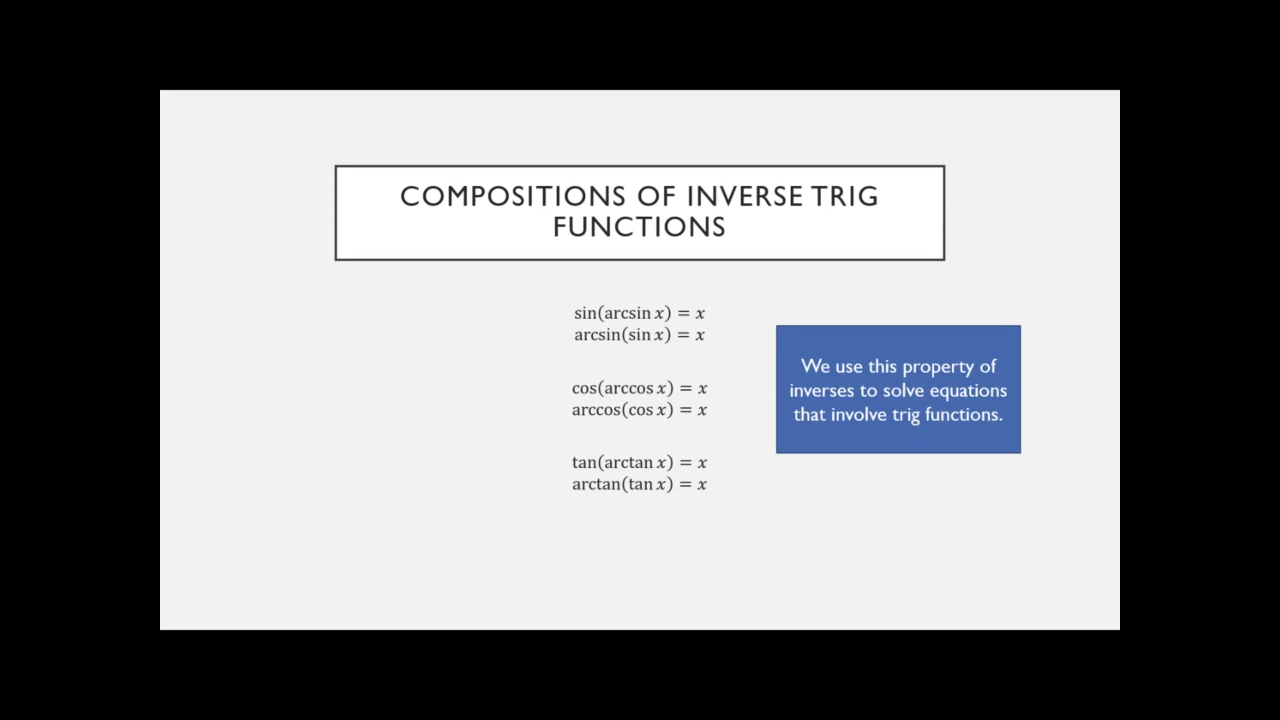 COMPOSITIONS OF INVERSE TRIG
FUNCTIONS
sin(arcsin x) = x
arcsin(sin x) = x
cos(arccos x) = x
arccos(cos x) = x
tan(arctan x) = x
arctan(tan x) = x
We use this property of
inverses to solve equations
that involve trig functions.